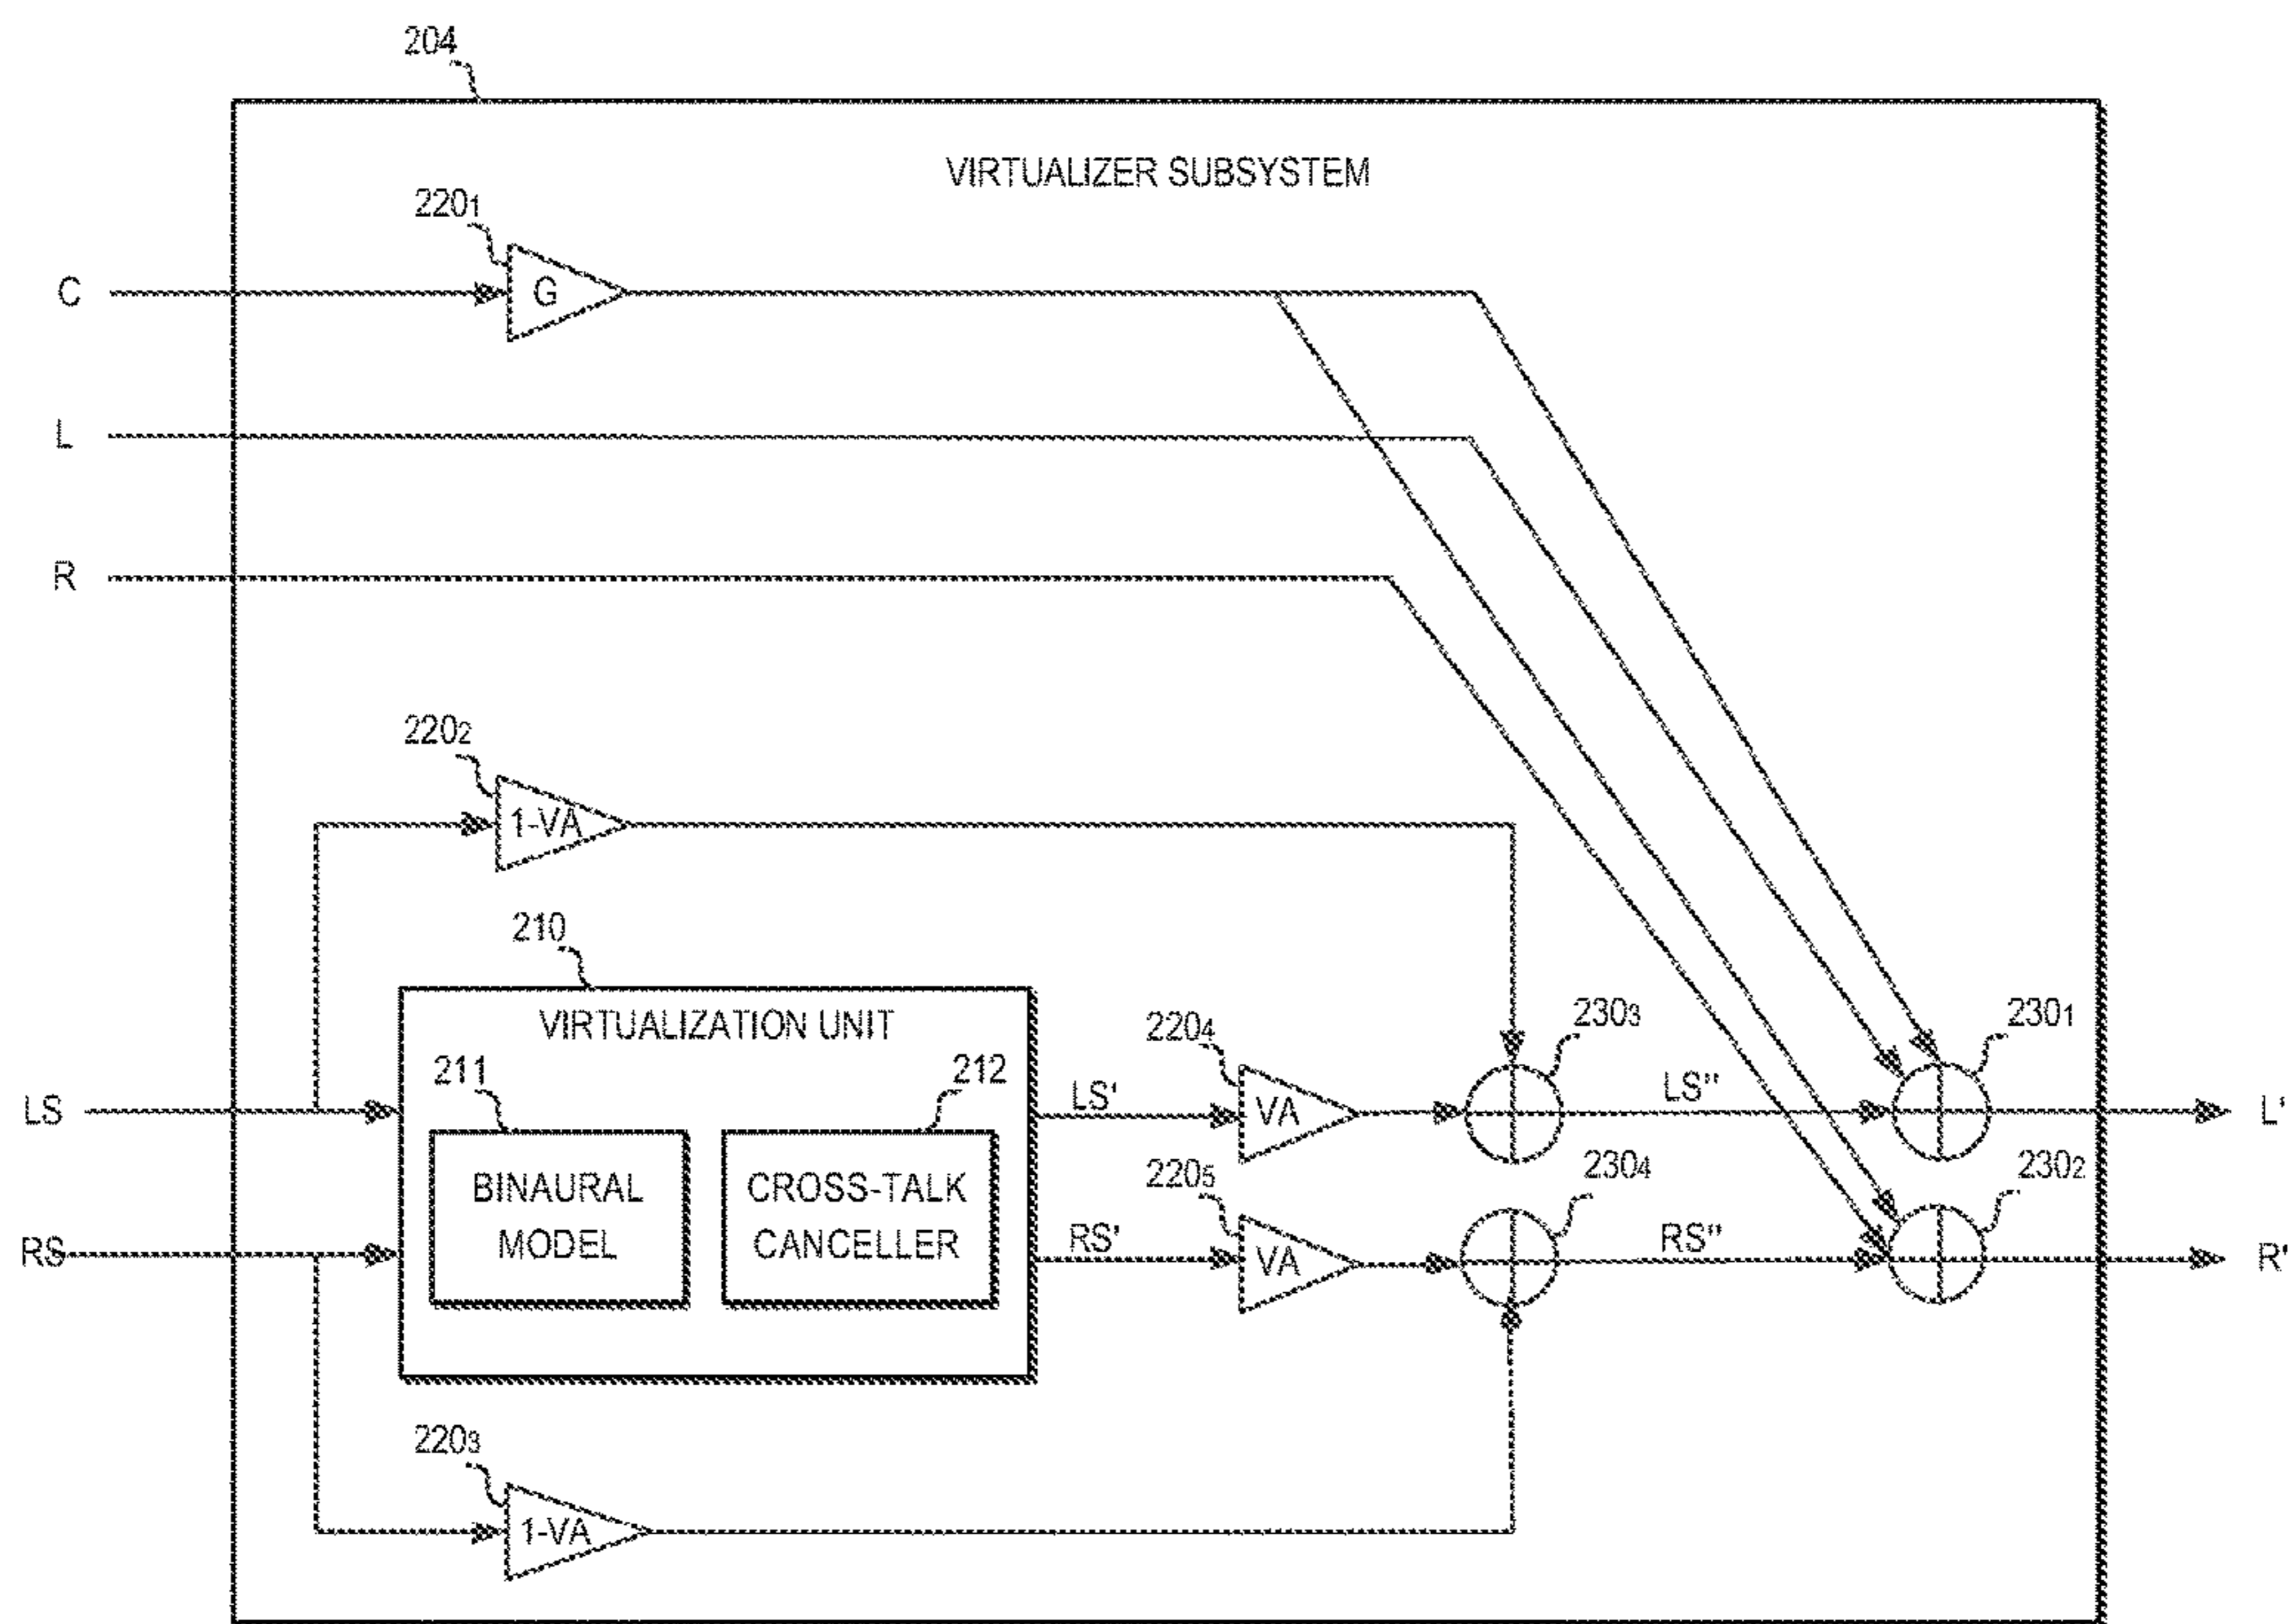 204
VIRTUALIZER SUBSYSTEM
220₁
C
G
L
R
220₂
1-VA
210
VIRTUALIZATION UNIT
220₄
230₃
230₁
211
212
LS'
LS
VA
LS"
L'
BINAURAL
MODEL
CROSS-TALK
CANCELLER
220₅
230₄
230₂
RS
RS'
VA
RS"
R'
220₃
1-VA